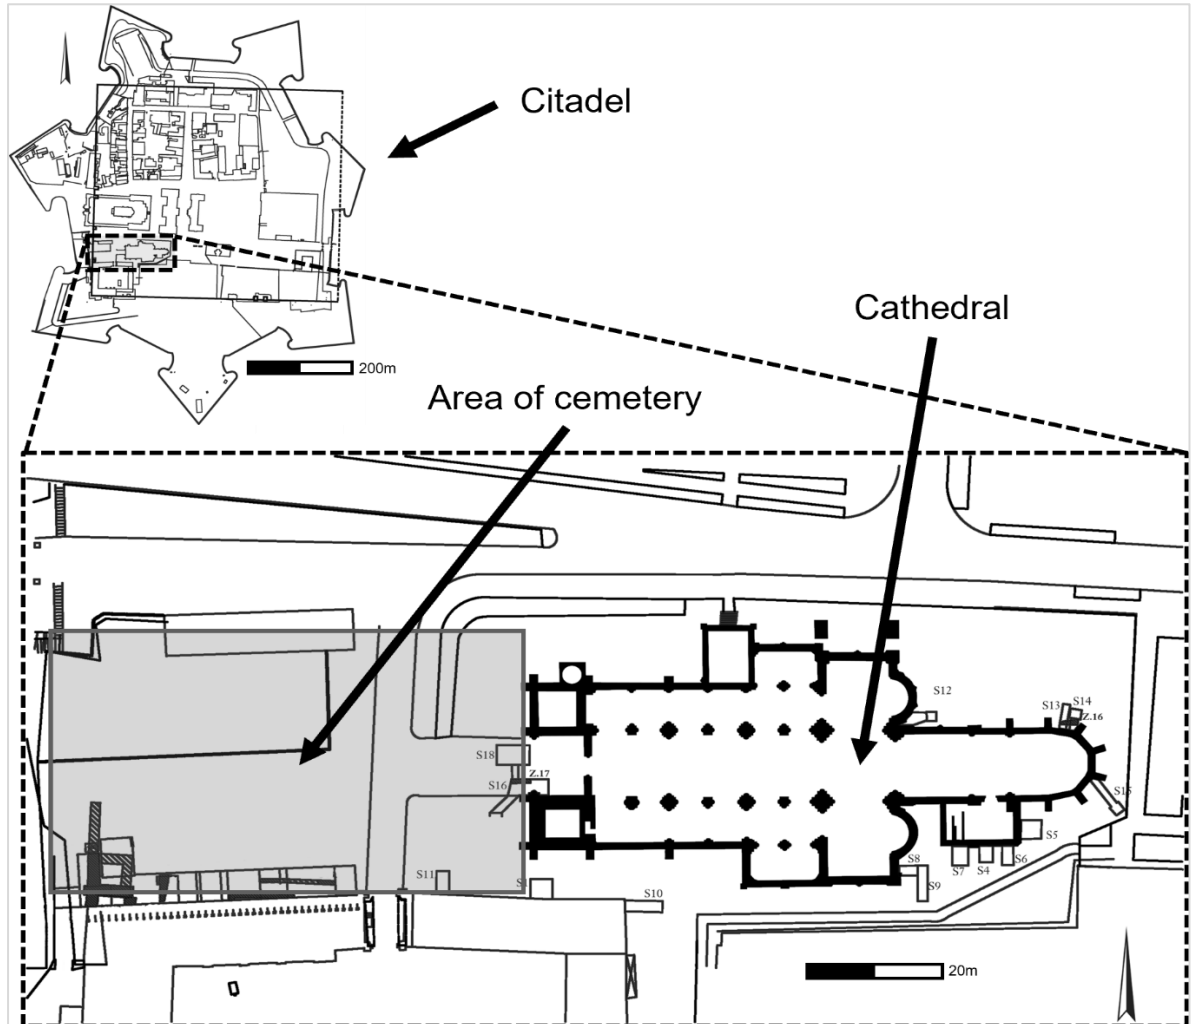 Citadel
200m
Cathedral
Area of cemetery
S12
S13
S14
Z.16
S18
Z.17
S16
S15
S5
S8
S7
S4
S6
S11
S9
S10
20m